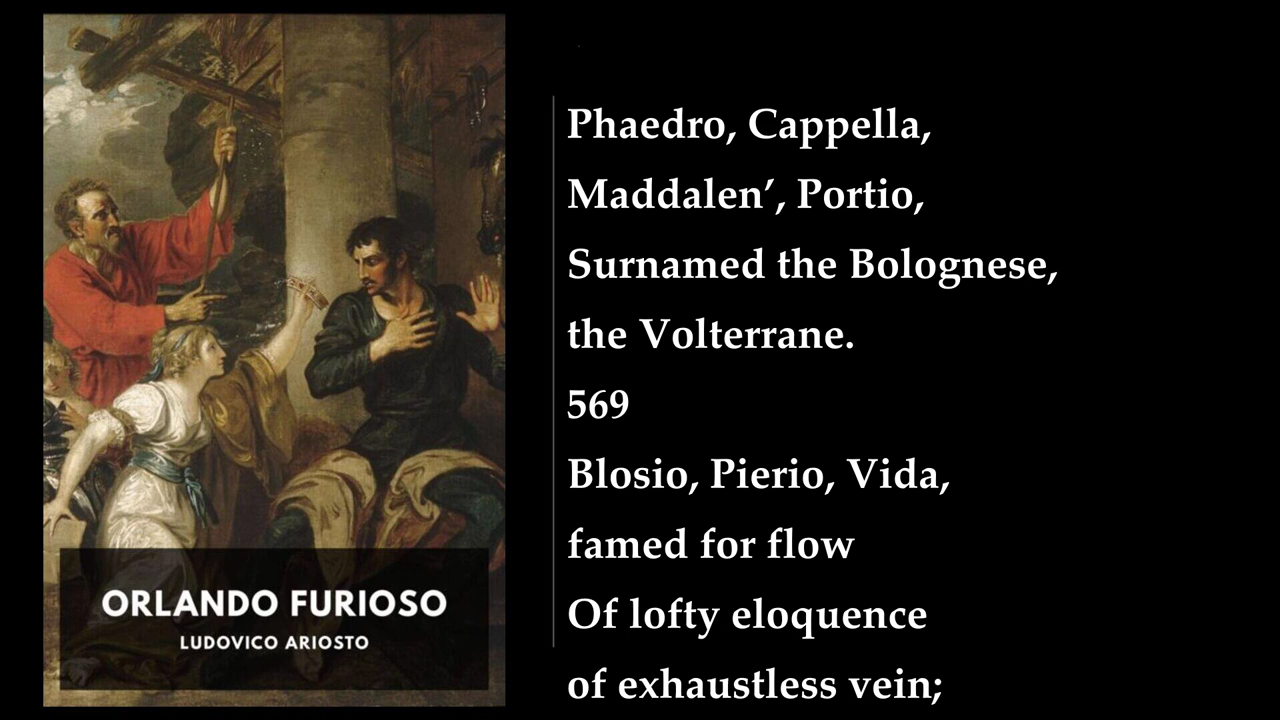 ORLANDO FURIOSO
LUDOVICO ARIOSTO
Phaedro, Cappella,
Maddalen’, Portio,
Surnamed the Bolognese,
the Volterrane.
569
Blosio, Pierio, Vida,
famed for flow
Of lofty eloquence
of exhaustless vein;